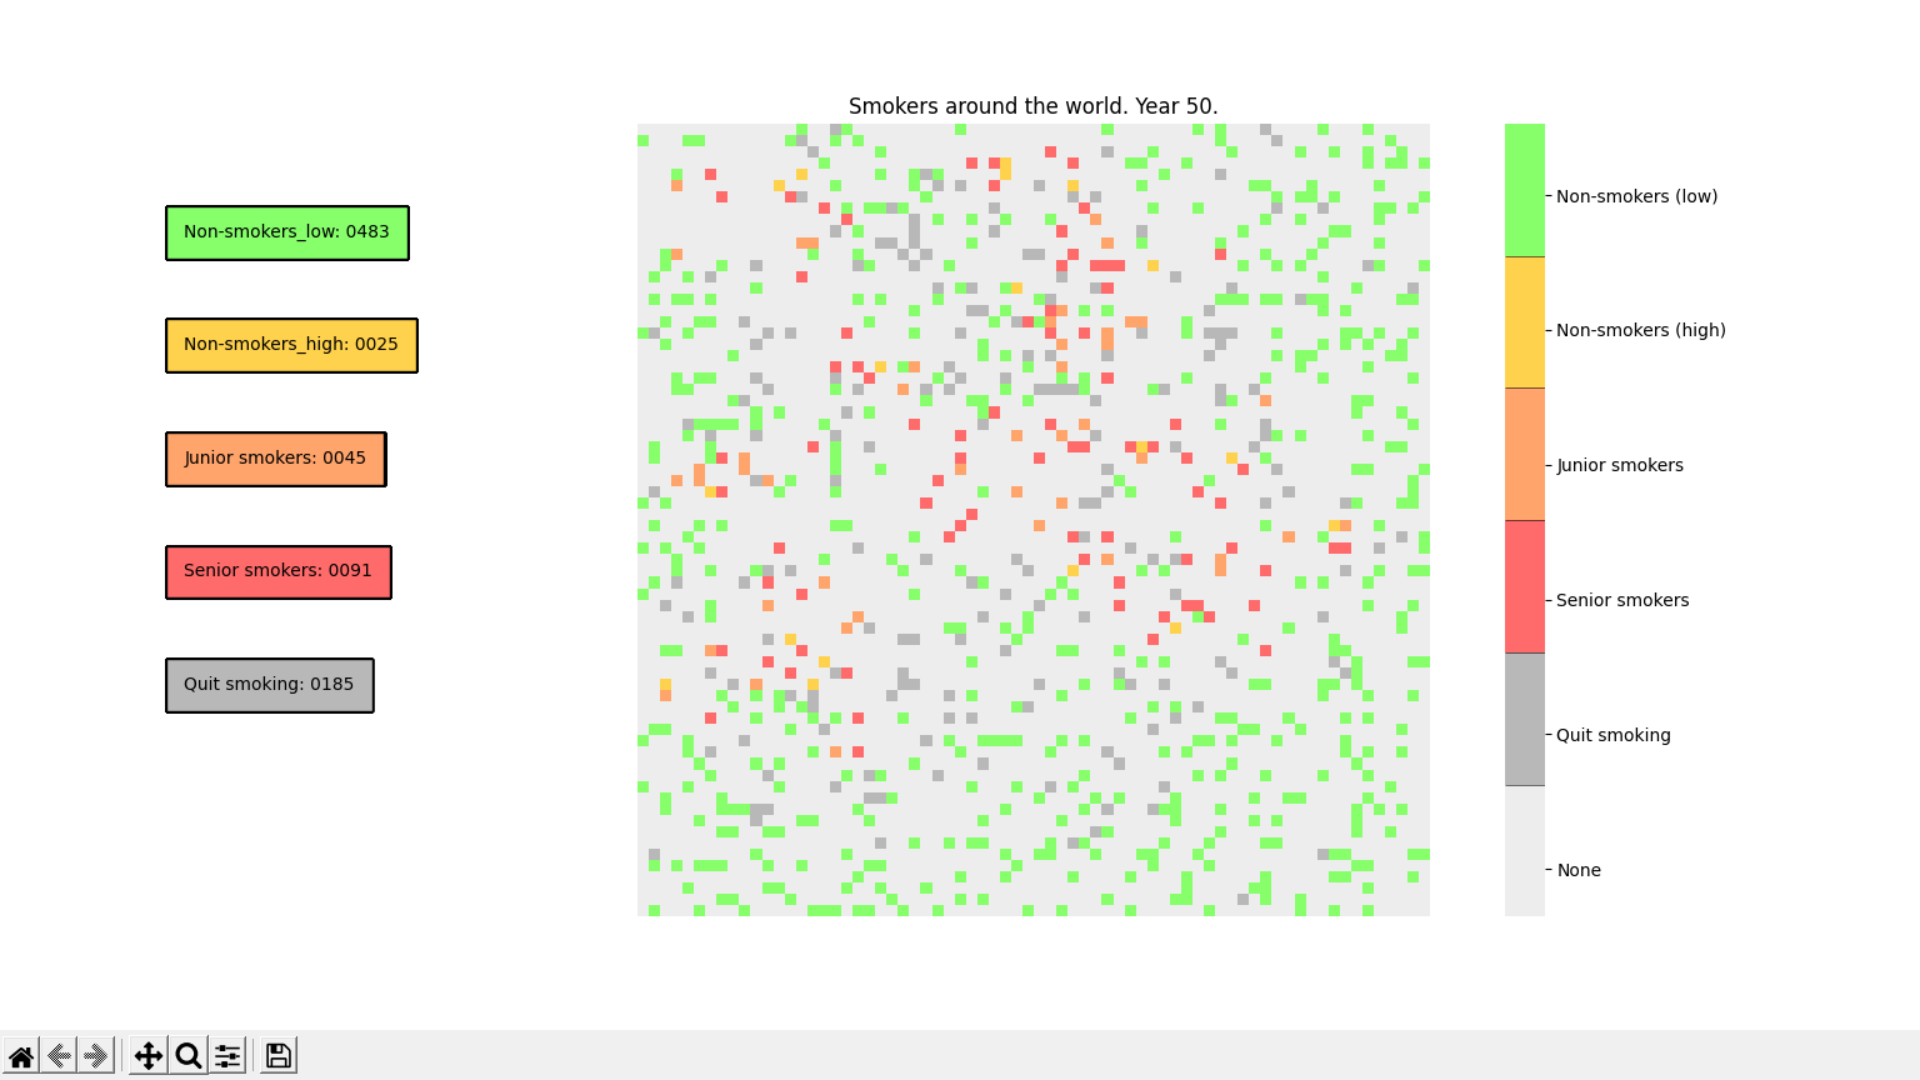 Smokers around the world. Year 50.
Non-smokers_low: 0483
Non-smokers_high: 0025
Junior smokers: 0045
Senior smokers: 0091
Quit smoking: 0185
Non-smokers (low)
Non-smokers (high)
Junior smokers
Senior smokers
Quit smoking
None